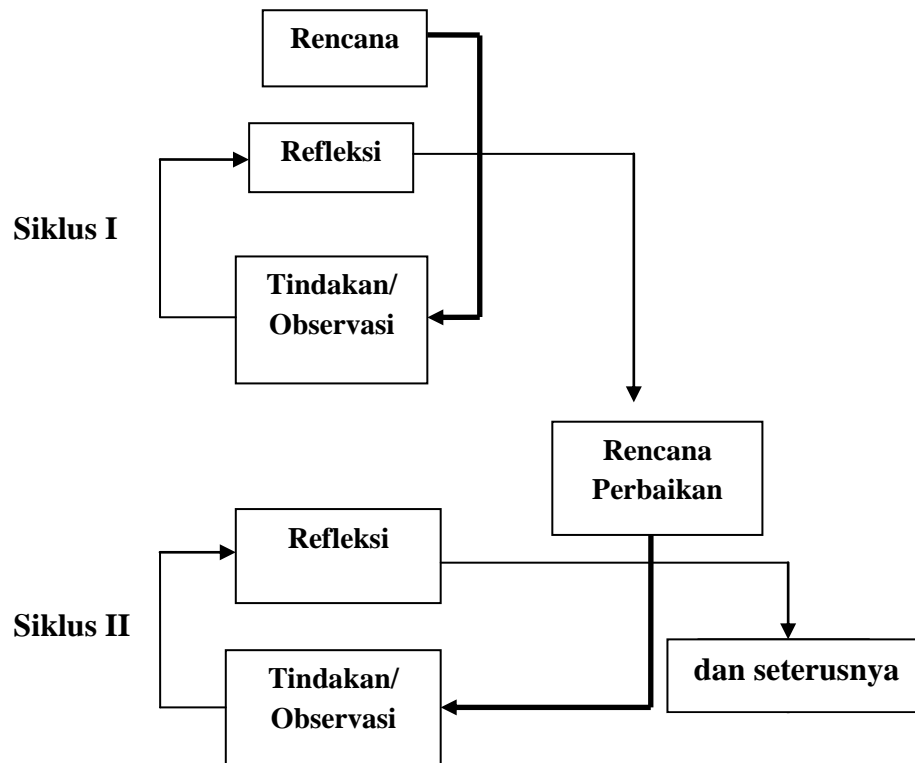 Rencana
Refleksi
Siklus I
Tindakan/
Observasi
Rencana
Perbaikan
Refleksi
Siklus II
dan seterusnya
Tindakan/
Observasi